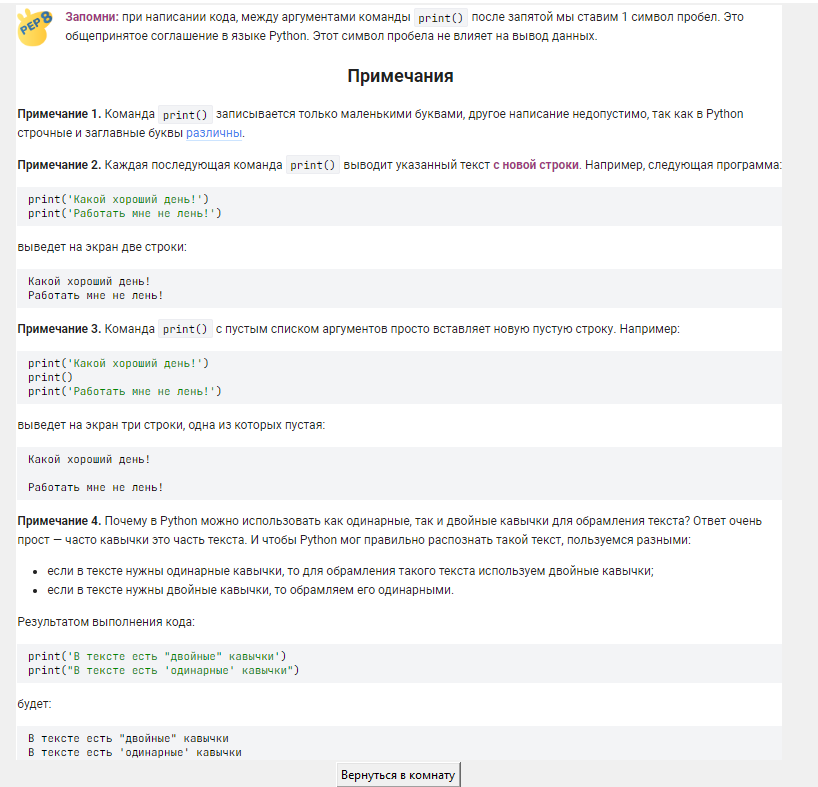 PEP 8
Запомни: при написании кода, между аргументами команды print() после запятой мы ставим 1 символ пробел. Это
общепринятое соглашение в языке Python. Этот символ пробела не влияет на вывод данных.
Примечания
Примечание 1. Команда print() записывается только маленькими буквами, другое написание недопустимо, так как в Python
строчные и заглавные буквы различны.
Примечание 2. Каждая последующая команда print() выводит указанный текст с новой строки. Например, следующая программа:
print('Какой хороший день!')
print('Работать мне не лень!')
выведет на экран две строки:
Какой хороший день!
Работать мне не лень!
Примечание 3. Команда print() с пустым списком аргументов просто вставляет новую пустую строку. Например:
print('Какой хороший день!')
print()
print('Работать мне не лень!')
выведет на экран три строки, одна из которых пустая:
Какой хороший день!
Работать мне не лень!
Примечание 4. Почему в Python можно использовать как одинарные, так и двойные кавычки для обрамления текста? Ответ очень
прост — часто кавычки это часть текста. И чтобы Python мог правильно распознать такой текст, пользуемся разными:
• если в тексте нужны одинарные кавычки, то для обрамления такого текста используем двойные кавычки;
• если в тексте нужны двойные кавычки, то обрамляем его одинарными.
Результатом выполнения кода:
print('В тексте есть "двойные" кавычки')
print("В тексте есть 'одинарные' кавычки")
будет:
В тексте есть "двойные" кавычки
В тексте есть 'одинарные' кавычки
Вернуться в комнату